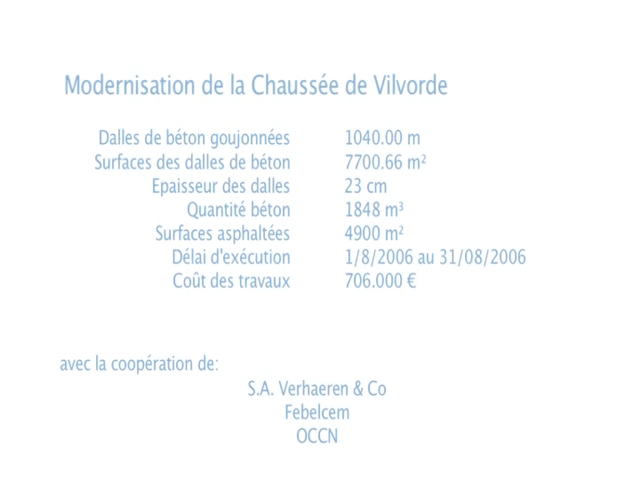 Modernisation de la Chaussée de Vilvorde
Dalles de béton goujonnées 1040.00 m
Surfaces des dalles de béton 7700.66 m²
Epaisseur des dalles 23 cm
Quantité béton 1848 m³
Surfaces asphaltées 4900 m²
Délai d'exécution 1/8/2006 au 31/08/2006
Coût des travaux 706.000 €
avec la coopération de:
S.A. Verhaeren & Co
Febelcem
OCCN